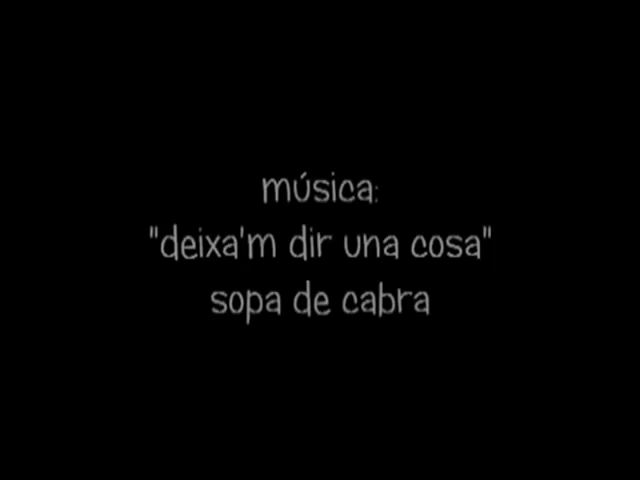 música:
"deixa'm dir una cosa"
sopa de cabra